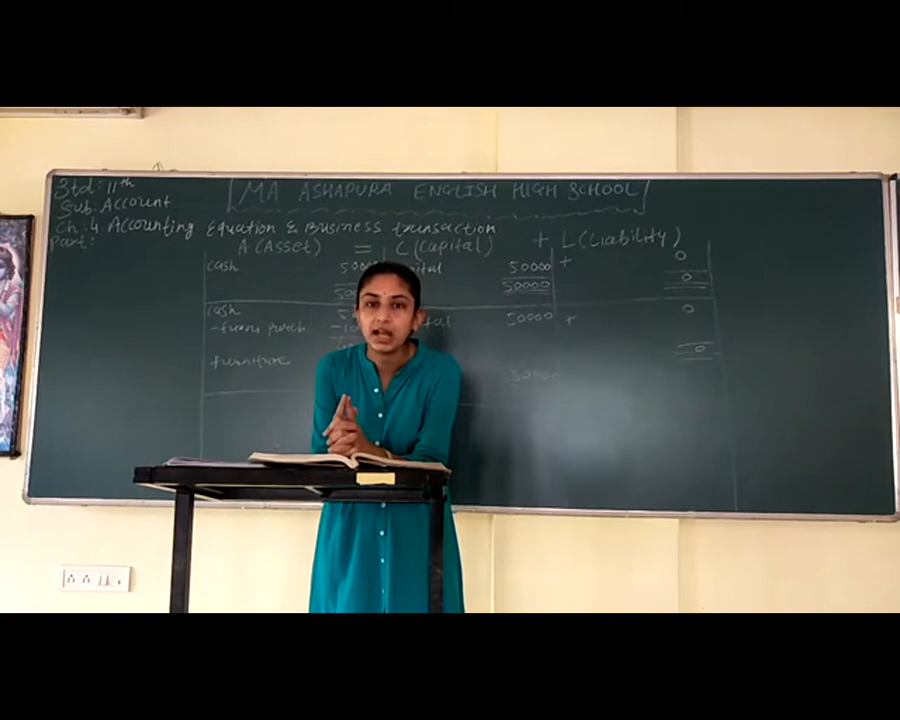 MA ASHAPURA ENGLISH HIGH SCHOOL
Std: 11th
Sub. Account
Ch: 4 Accounting Equation & Business transaction
Part:
A (Asset) = C (Capital) + L (Liability)
cash 50000 + 0
50000 0
cash 50000 + 0
furniture 50000 0